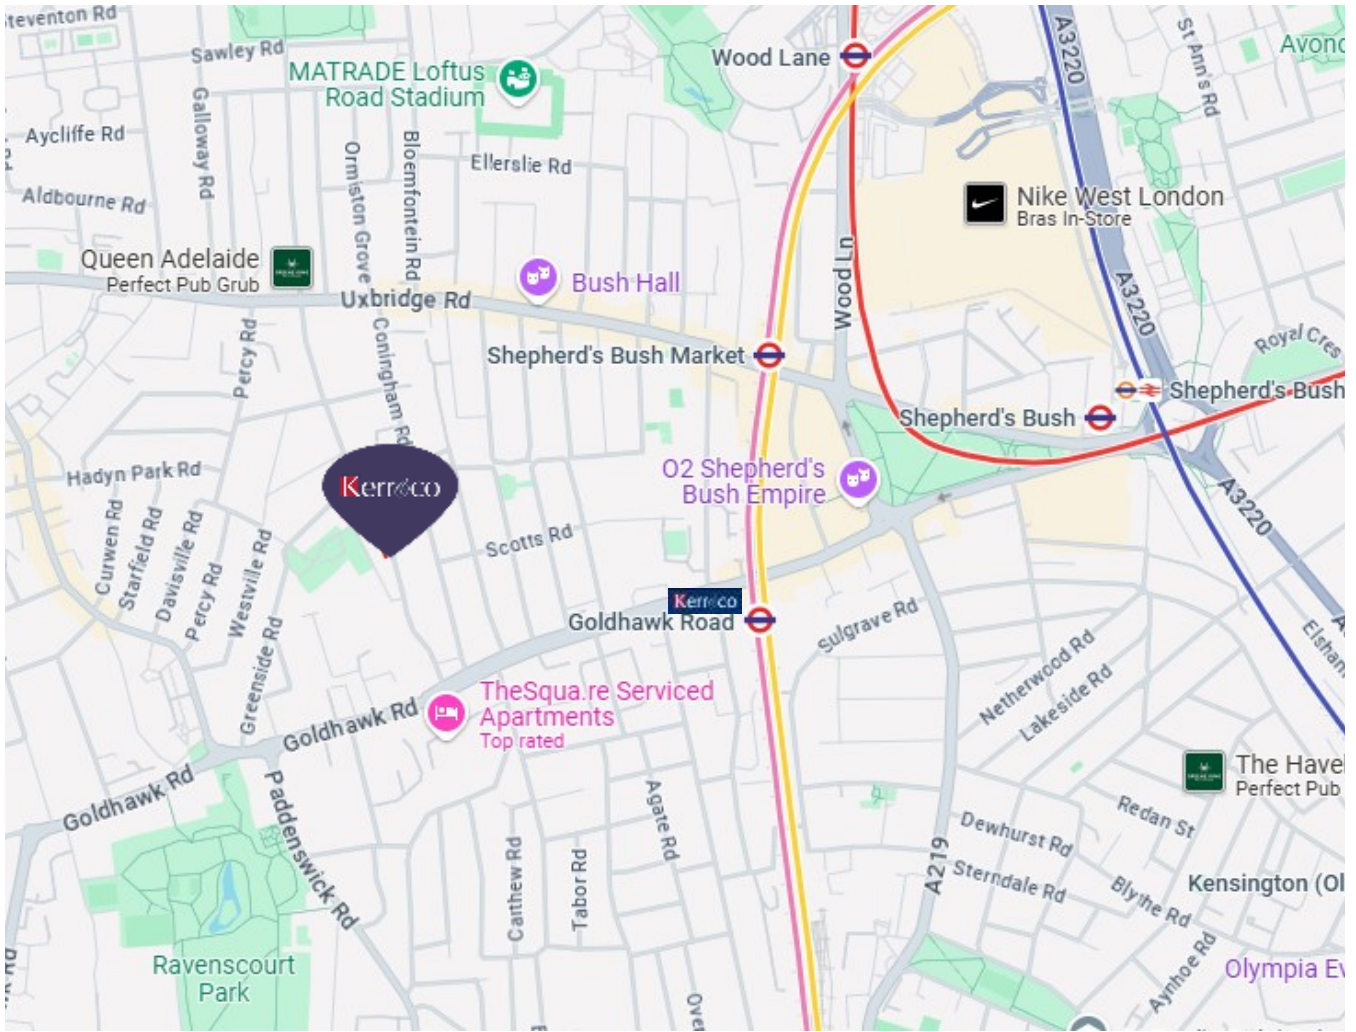 Steventon Rd
Sawley Rd
MATRADE Loftus
Road Stadium
Wood Lane
A3220
St Ann's Rd
Avond
Aycliffe Rd
Galloway Rd
Ormiston Grove
Bloemfontein Rd
Ellerslie Rd
Aldbourne Rd
Nike West London
Bras In-Store
Queen Adelaide
Perfect Pub Grub
Bush Hall
Uxbridge Rd
Wood Ln
A3220
Royal Cres
Percy Rd
Coningham Rd
Shepherd's Bush Market
Shepherd's Bush
Shepherd's Bush
Hadyn Park Rd
Kerr&co
O2 Shepherd's
Bush Empire
A3220
Curwen Rd
Starfield Rd
Davisville Rd
Percy Rd
Westville Rd
Scotts Rd
Greenside Rd
Kerr&co
Goldhawk Road
Sulgrave Rd
Elsham
Netherwood Rd
Lakeside Rd
TheSqua.re Serviced
Apartments
Top rated
Goldhawk Rd
Goldhawk Rd
Paddenswick Rd
Agate Rd
The Havel
Perfect Pub
Redan St
Dewhurst Rd
Caithew Rd
Tabor Rd
A219
Sterndale Rd
Blythe Rd
Kensington (Ol
Ravenscourt
Park
Aynhoe Rd
Olympia Ev
Over